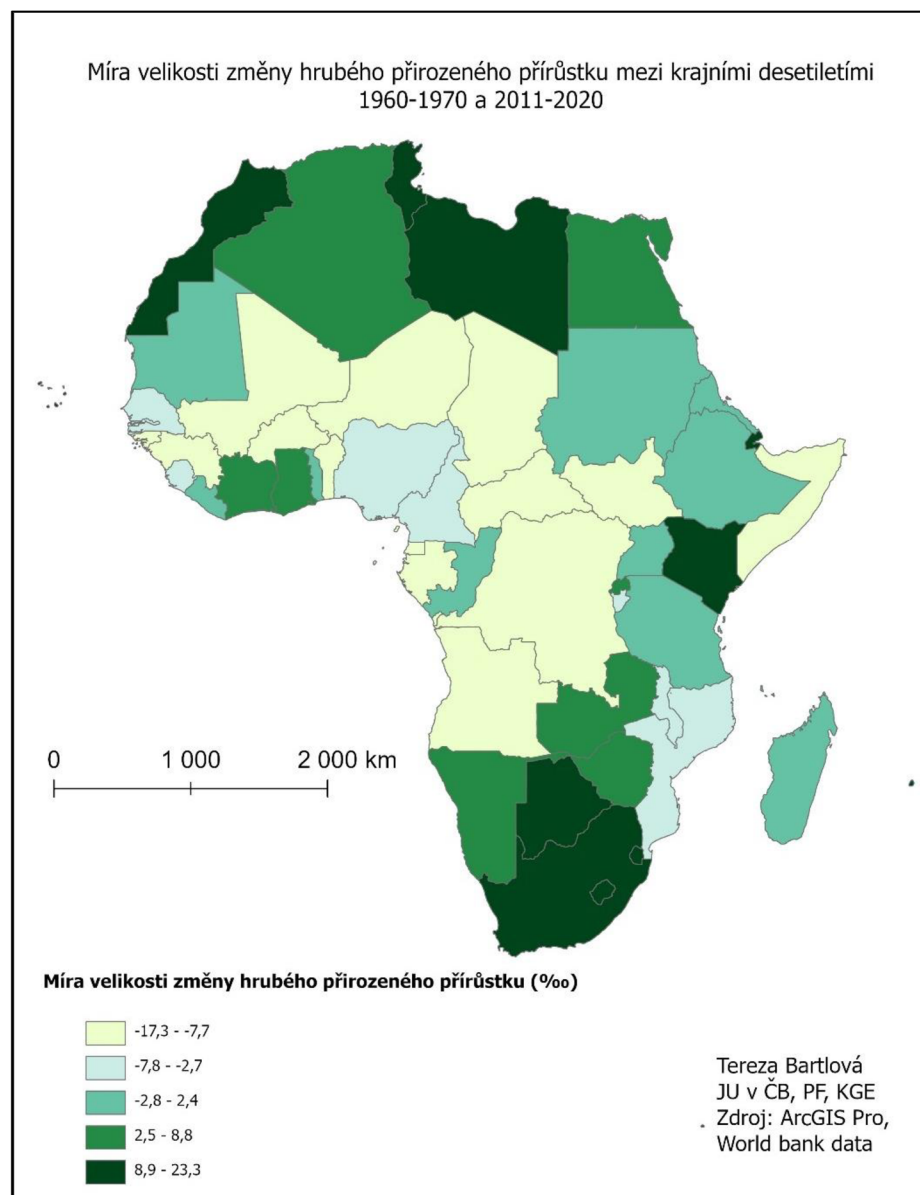 Míra velikosti změny hrubého přirozeného přírůstku mezi krajními desetiletími
1960-1970 a 2011-2020
0 1 000 2 000 km
Míra velikosti změny hrubého přirozeného přírůstku (‰)
-17,3 - -7,7
-7,8 - -2,7
-2,8 - 2,4
2,5 - 8,8
8,9 - 23,3
Tereza Bartlová
JU v ČB, PF, KGE
Zdroj: ArcGIS Pro,
World bank data